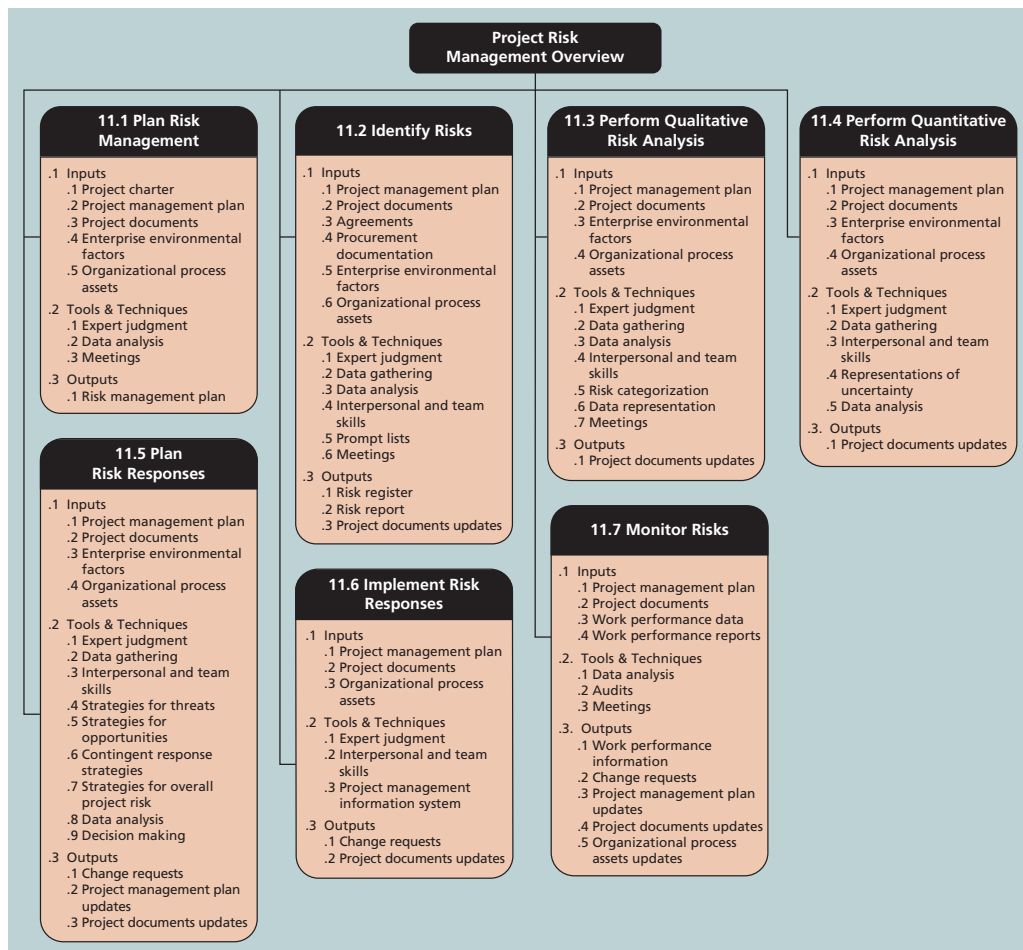 Project Risk
Management Overview
11.1 Plan Risk
Management
.1 Inputs
.1 Project charter
.2 Project management plan
.3 Project documents
.4 Enterprise environmental
factors
.5 Organizational process
assets
.2 Tools & Techniques
.1 Expert judgment
.2 Data analysis
.3 Meetings
.3 Outputs
.1 Risk management plan
11.2 Identify Risks
.1 Inputs
.1 Project management plan
.2 Project documents
.3 Agreements
.4 Procurement
documentation
.5 Enterprise environmental
factors
.6 Organizational process
assets
.2 Tools & Techniques
.1 Expert judgment
.2 Data gathering
.3 Data analysis
.4 Interpersonal and team
skills
.5 Prompt lists
.6 Meetings
.3 Outputs
.1 Risk register
.2 Risk report
.3 Project documents updates
11.3 Perform Qualitative
Risk Analysis
.1 Inputs
.1 Project management plan
.2 Project documents
.3 Enterprise environmental
factors
.4 Organizational process
assets
.2 Tools & Techniques
.1 Expert judgment
.2 Data gathering
.3 Data analysis
.4 Interpersonal and team
skills
.5 Risk categorization
.6 Data representation
.7 Meetings
.3 Outputs
.1 Project documents updates
11.4 Perform Quantitative
Risk Analysis
.1 Inputs
.1 Project management plan
.2 Project documents
.3 Enterprise environmental
factors
.4 Organizational process
assets
.2 Tools & Techniques
.1 Expert judgment
.2 Data gathering
.3 Interpersonal and team
skills
.4 Representations of
uncertainty
.5 Data analysis
.3. Outputs
.1 Project documents updates
11.5 Plan
Risk Responses
.1 Inputs
.1 Project management plan
.2 Project documents
.3 Enterprise environmental
factors
.4 Organizational process
assets
.2 Tools & Techniques
.1 Expert judgment
.2 Data gathering
.3 Interpersonal and team
skills
.4 Strategies for threats
.5 Strategies for
opportunities
.6 Contingent response
strategies
.7 Strategies for overall
project risk
.8 Data analysis
.9 Decision making
.3 Outputs
.1 Change requests
.2 Project management plan
updates
.3 Project documents updates
11.6 Implement Risk
Responses
.1 Inputs
.1 Project management plan
.2 Project documents
.3 Organizational process
assets
.2 Tools & Techniques
.1 Expert judgment
.2 Interpersonal and team
skills
.3 Project management
information system
.3 Outputs
.1 Change requests
.2 Project documents updates
11.7 Monitor Risks
.1 Inputs
.1 Project management plan
.2 Project documents
.3 Work performance data
.4 Work performance reports
.2. Tools & Techniques
.1 Data analysis
.2 Audits
.3 Meetings
.3. Outputs
.1 Work performance
information
.2 Change requests
.3 Project management plan
updates
.4 Project documents updates
.5 Organizational process
assets updates